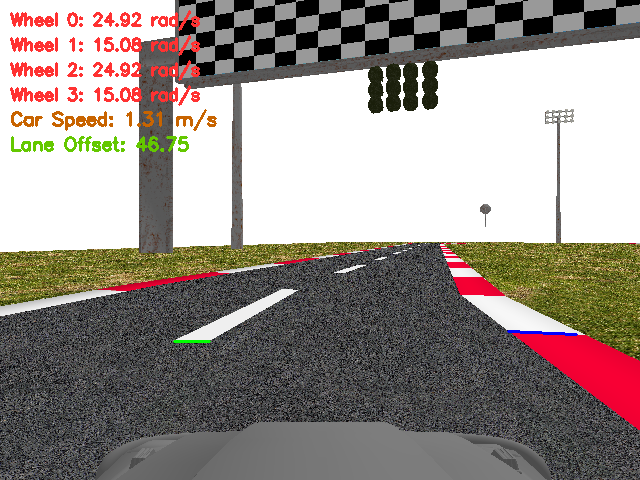 Wheel 0: 24.92 rad/s
Wheel 1: 15.08 rad/s
Wheel 2: 24.92 rad/s
Wheel 3: 15.08 rad/s
Car Speed: 1.31 m/s
Lane Offset: 46.75